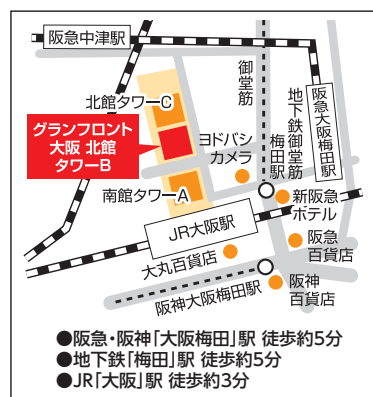 阪急中津駅
北館タワーC
グランフロント
大阪 北館
タワーB
南館タワーA
御堂筋
ヨドバシ
カメラ
地下鉄御堂筋
梅田駅
阪急大阪梅田駅
新阪急
ホテル
JR大阪駅
大丸百貨店
阪急
百貨店
阪神大阪梅田駅
阪神
百貨店
●阪急・阪神「大阪梅田」駅 徒歩約5分
●地下鉄「梅田」駅 徒歩約5分
●JR「大阪」駅 徒歩約3分